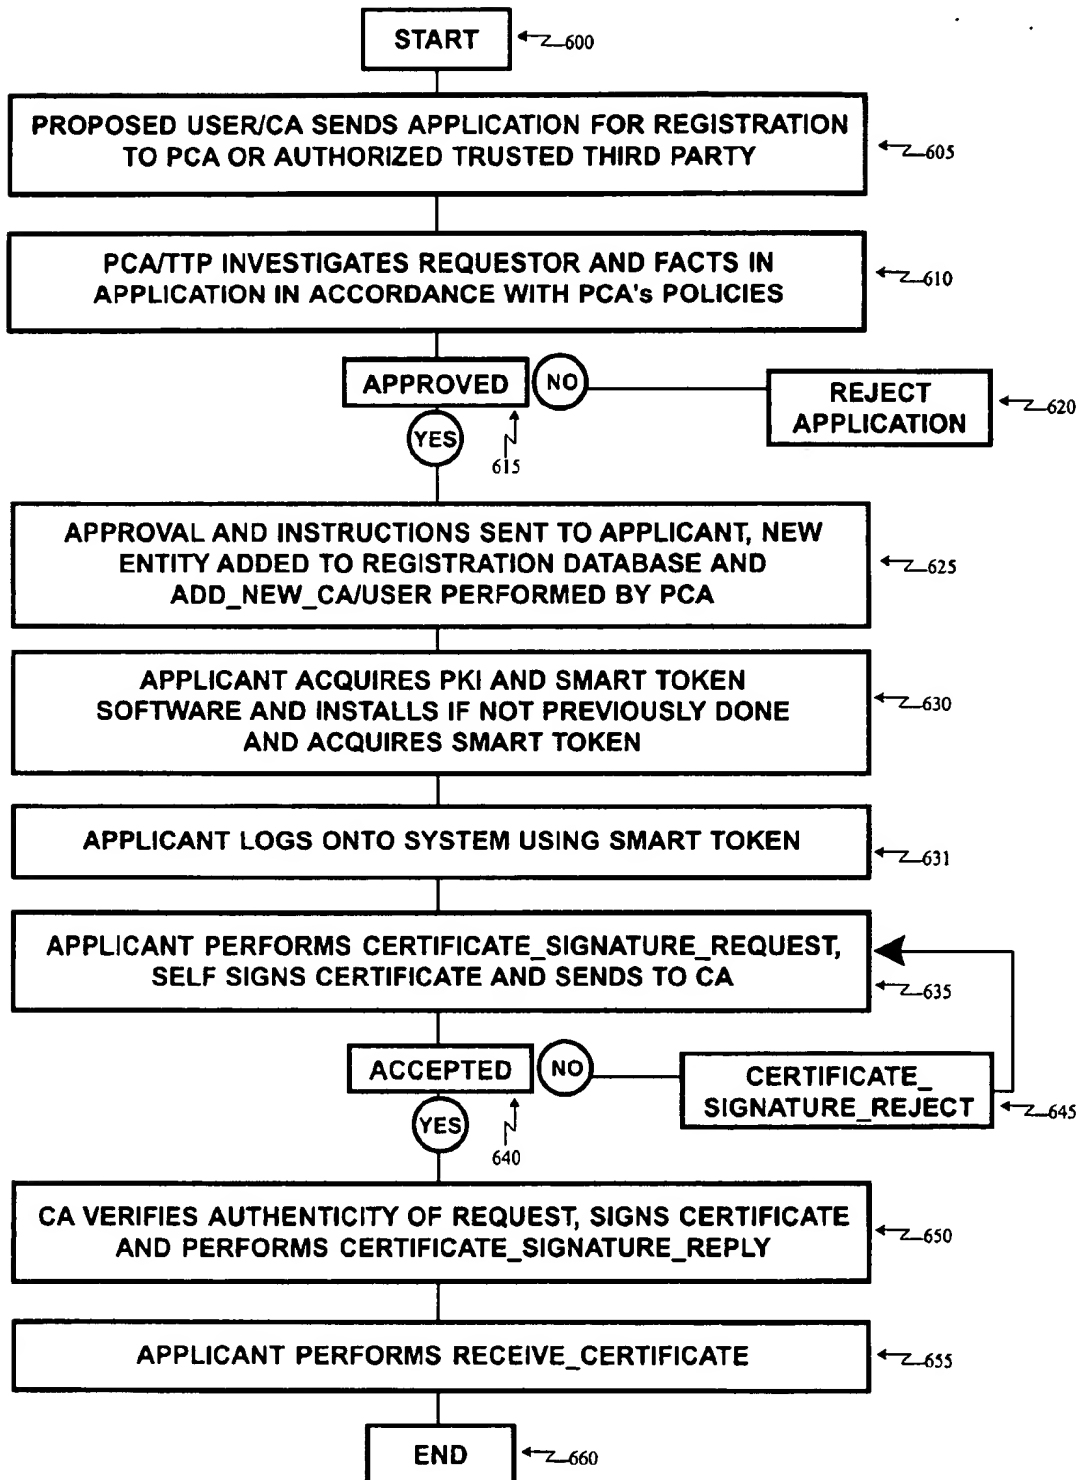 START
600
PROPOSED USER/CA SENDS APPLICATION FOR REGISTRATION
TO PCA OR AUTHORIZED TRUSTED THIRD PARTY
605
PCA/TTP INVESTIGATES REQUESTOR AND FACTS IN
APPLICATION IN ACCORDANCE WITH PCA's POLICIES
610
APPROVED
NO
REJECT
APPLICATION
620
YES
615
APPROVAL AND INSTRUCTIONS SENT TO APPLICANT, NEW
ENTITY ADDED TO REGISTRATION DATABASE AND
ADD_NEW_CA/USER PERFORMED BY PCA
625
APPLICANT ACQUIRES PKI AND SMART TOKEN
SOFTWARE AND INSTALLS IF NOT PREVIOUSLY DONE
AND ACQUIRES SMART TOKEN
630
APPLICANT LOGS ONTO SYSTEM USING SMART TOKEN
631
APPLICANT PERFORMS CERTIFICATE_SIGNATURE_REQUEST,
SELF SIGNS CERTIFICATE AND SENDS TO CA
635
ACCEPTED
NO
CERTIFICATE_
SIGNATURE_REJECT
645
YES
640
CA VERIFIES AUTHENTICITY OF REQUEST, SIGNS CERTIFICATE
AND PERFORMS CERTIFICATE_SIGNATURE_REPLY
650
APPLICANT PERFORMS RECEIVE_CERTIFICATE
655
END
660